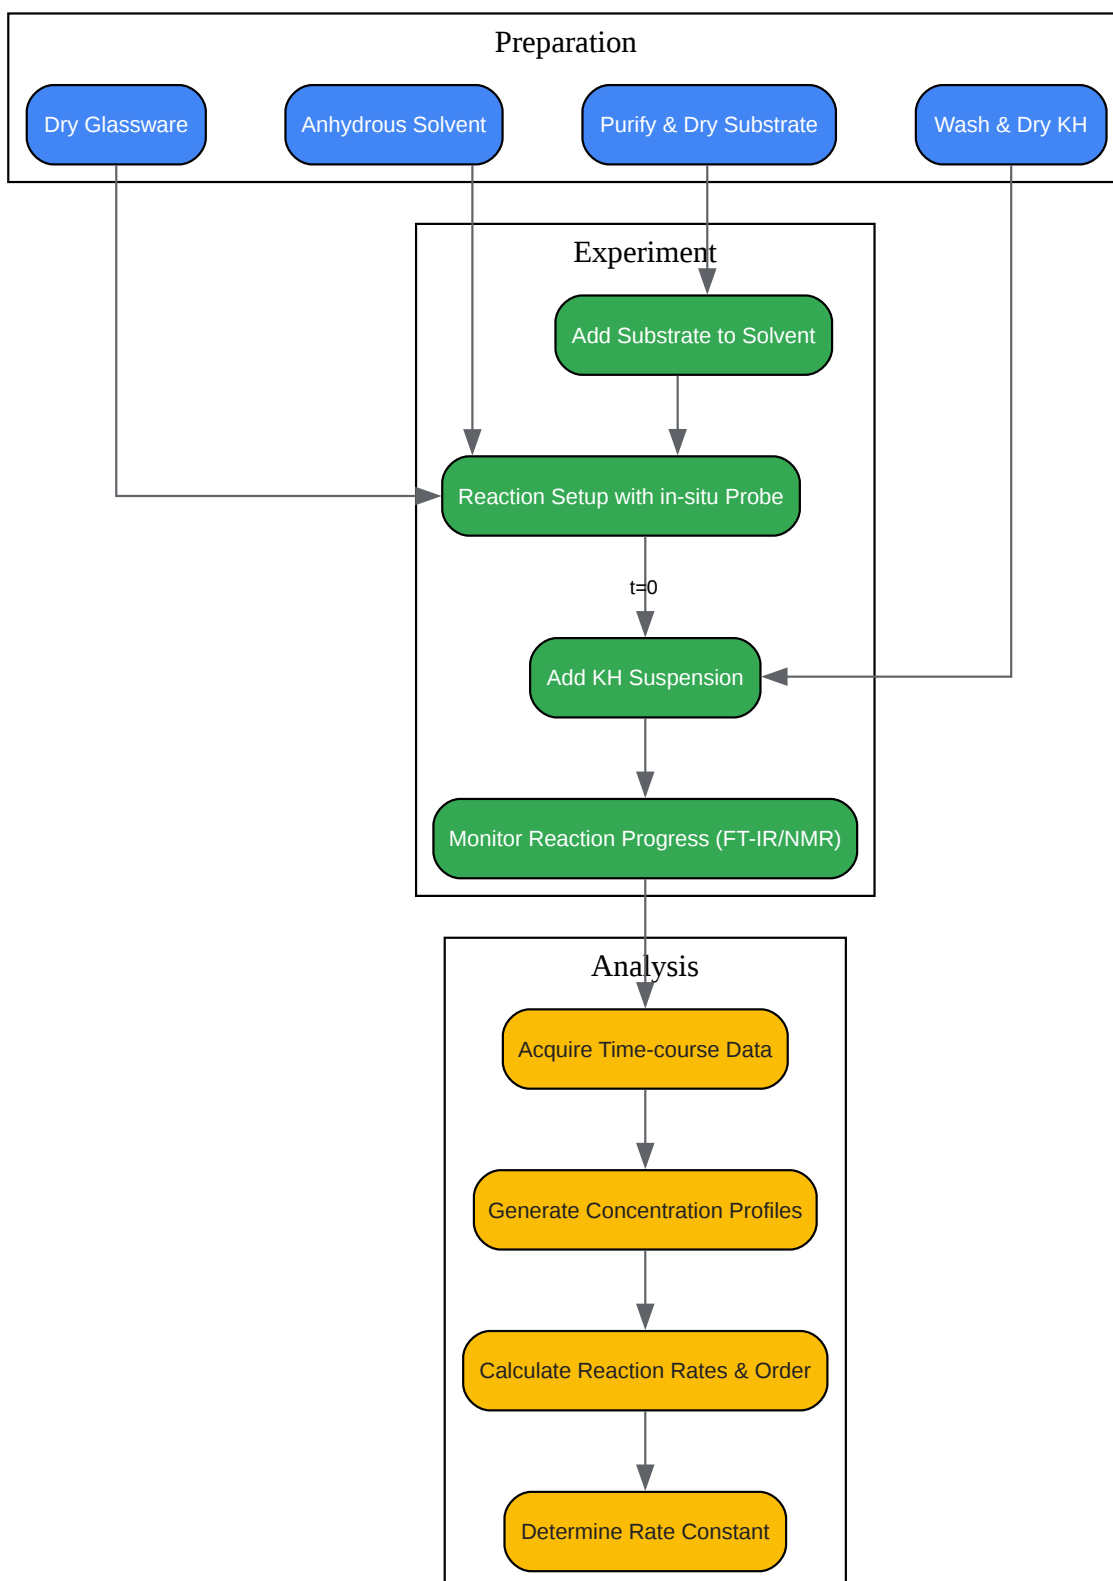 Preparation
Dry Glassware
Anhydrous Solvent
Purify & Dry Substrate
Wash & Dry KH
Experiment
Add Substrate to Solvent
Reaction Setup with in-situ Probe
t=0
Add KH Suspension
Monitor Reaction Progress (FT-IR/NMR)
Analysis
Acquire Time-course Data
Generate Concentration Profiles
Calculate Reaction Rates & Order
Determine Rate Constant